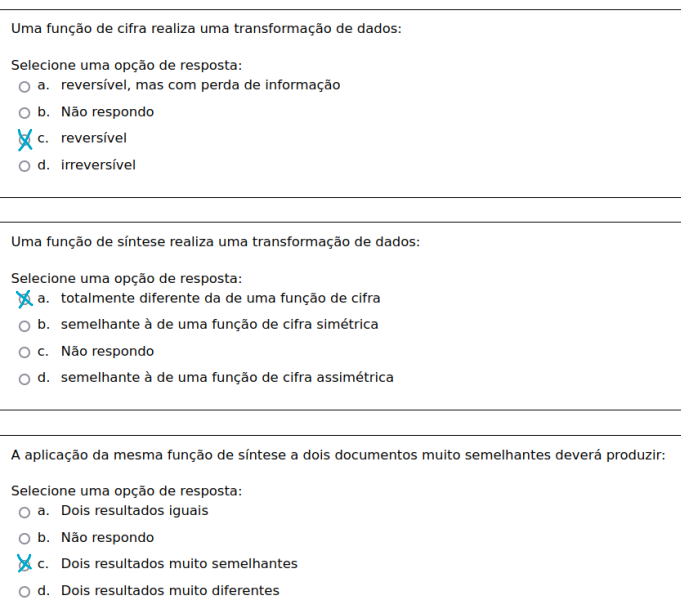 Uma função de cifra realiza uma transformação de dados:
Selecione uma opção de resposta:
a. reversível, mas com perda de informação
b. Não respondo
c. reversível
d. irreversível
Uma função de síntese realiza uma transformação de dados:
Selecione uma opção de resposta:
a. totalmente diferente da de uma função de cifra
b. semelhante à de uma função de cifra simétrica
c. Não respondo
d. semelhante à de uma função de cifra assimétrica
A aplicação da mesma função de síntese a dois documentos muito semelhantes deverá produzir:
Selecione uma opção de resposta:
a. Dois resultados iguais
b. Não respondo
c. Dois resultados muito semelhantes
d. Dois resultados muito diferentes